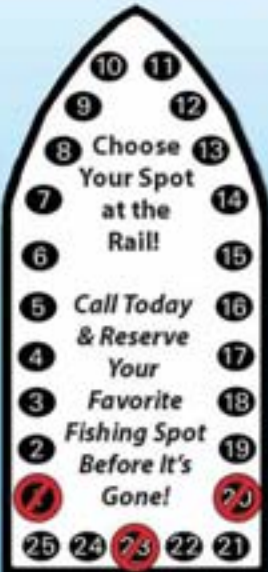 10 11
9 12
8 Choose 13
7 Your Spot 14
at the
Rail!
6 15
5 Call Today 16
& Reserve
4 Your 17
3 Favorite 18
2 Fishing Spot 19
Before It's
1 Gone! 20
25 24 23 22 21